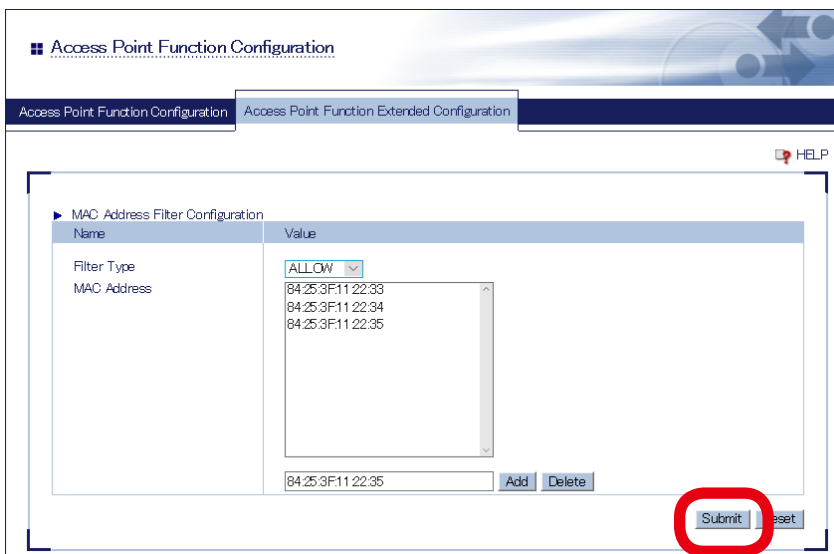 Access Point Function Configuration
Access Point Function Configuration Access Point Function Extended Configuration
HELP
MAC Address Filter Configuration
Name Value
Filter Type ALLOW
MAC Address 84:25:3F:11:22:33
84:25:3F:11:22:34
84:25:3F:11:22:35
84:25:3F:11:22:35 Add Delete
Submit Reset